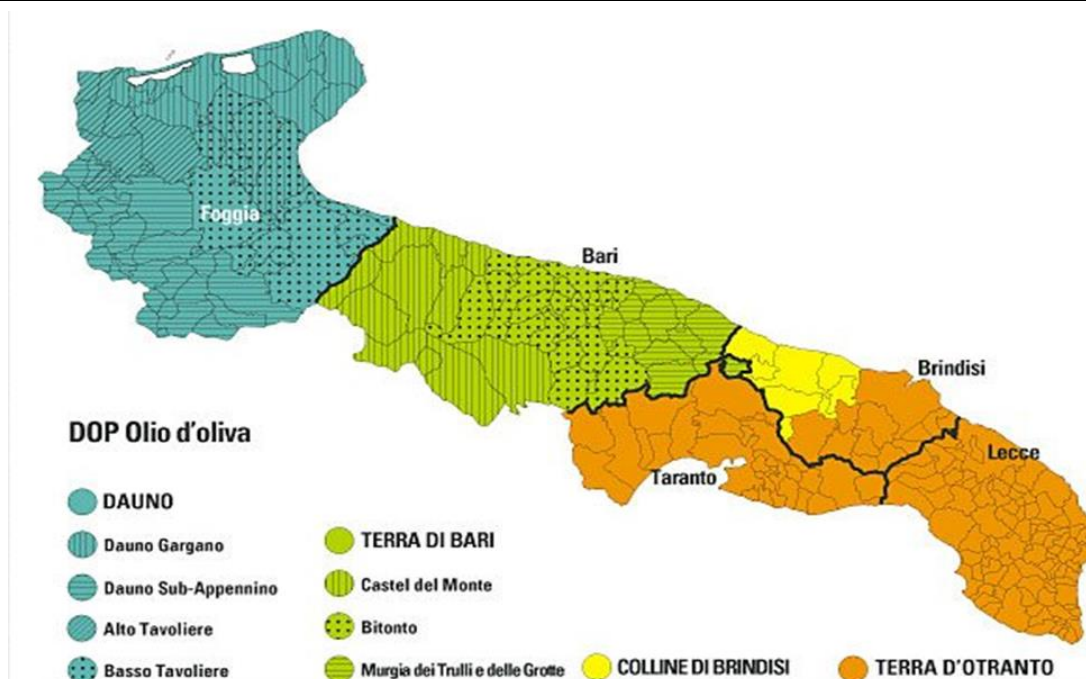 Foggia
Bari
Brindisi
Lecce
Taranto
DOP Olio d'oliva
DAUNO
Dauno Gargano
Dauno Sub-Appennino
Alto Tavoliere
Basso Tavoliere
TERRA DI BARI
Castel del Monte
Bitonto
Murgia dei Trulli e delle Grotte
COLLINE DI BRINDISI
TERRA D'OTRANTO